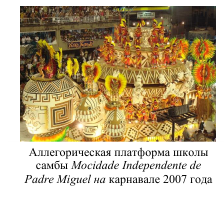 Аллегорическая платформа школы
самбы Mocidade Independente de
Padre Miguel на карнавале 2007 года